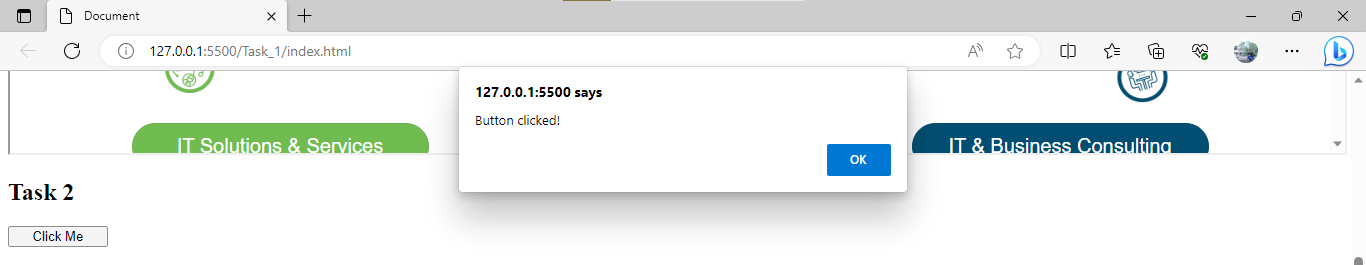 Document
127.0.0.1:5500/Task_1/index.html
127.0.0.1:5500 says
Button clicked!
OK
IT Solutions & Services
IT & Business Consulting
Task 2
Click Me